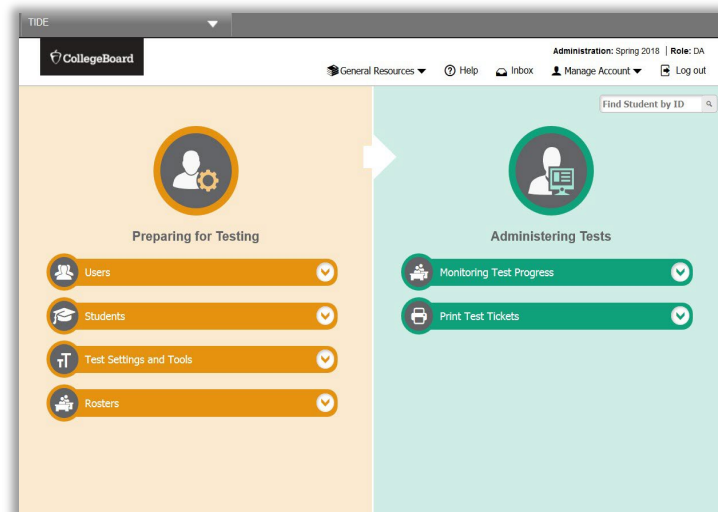 TIDE
CollegeBoard
Administration: Spring 2018 | Role: DA
General Resources Help Inbox Manage Account Log out
Find Student by ID
Preparing for Testing
Users
Students
Test Settings and Tools
Rosters
Administering Tests
Monitoring Test Progress
Print Test Tickets